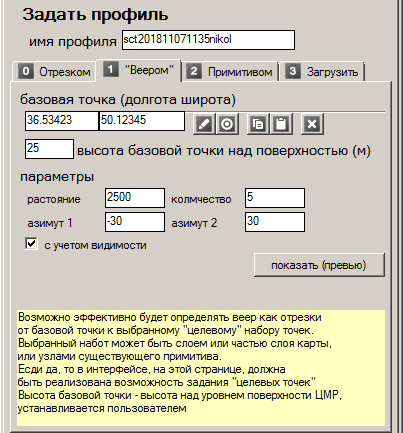 Задать профиль
имя профиля sct201811071135nikol
0 Отрезком 1 "Веером" 2 Примитивом 3 Загрузить
базовая точка (долгота широта)
36.53423 50.12345
25 высота базовой точки над поверхностью (м)
параметры
растояние 2500 колмчество 5
азимут 1 -30 азимут 2 30
с учетом видимости
показать (превью)
Возможно эффективно будет определять веер как отрезки
от базовой точки к выбранному "целевому" набору точек.
Выбранный набот может быть слоем или частью слоя карты,
или узлами существующего примитива.
Если да, то в интерфейсе, на этой странице, должна
быть реализована возможность задания "целевых точек"
Высота базовой точки - высота над уровнем поверхности ЦМР,
устанавливается пользователем